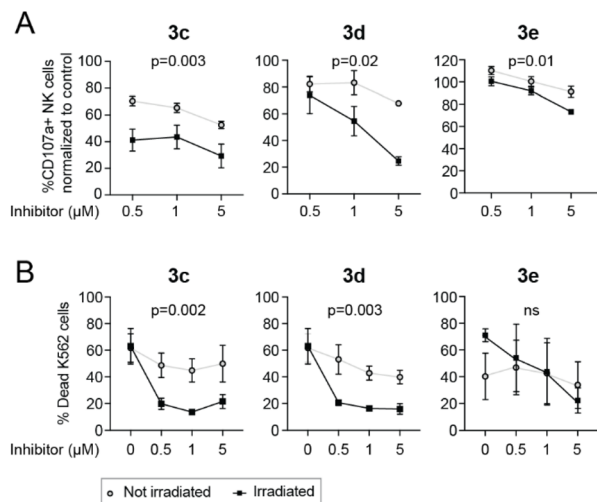 A
3c
3d
3e
%CD107a+ NK cells
normalized to control
100
80
60
40
20
0
p=0.003
100
80
60
40
20
0
p=0.02
120
100
80
60
40
20
0
p=0.01
Inhibitor (µM) 0.5 1 5
0.5 1 5
0.5 1 5
B
3c
3d
3e
% Dead K562 cells
100
80
60
40
20
0
p=0.002
100
80
60
40
20
0
p=0.003
100
80
60
40
20
0
ns
Inhibitor (µM) 0 0.5 1 5
0 0.5 1 5
0 0.5 1 5
Not irradiated Irradiated